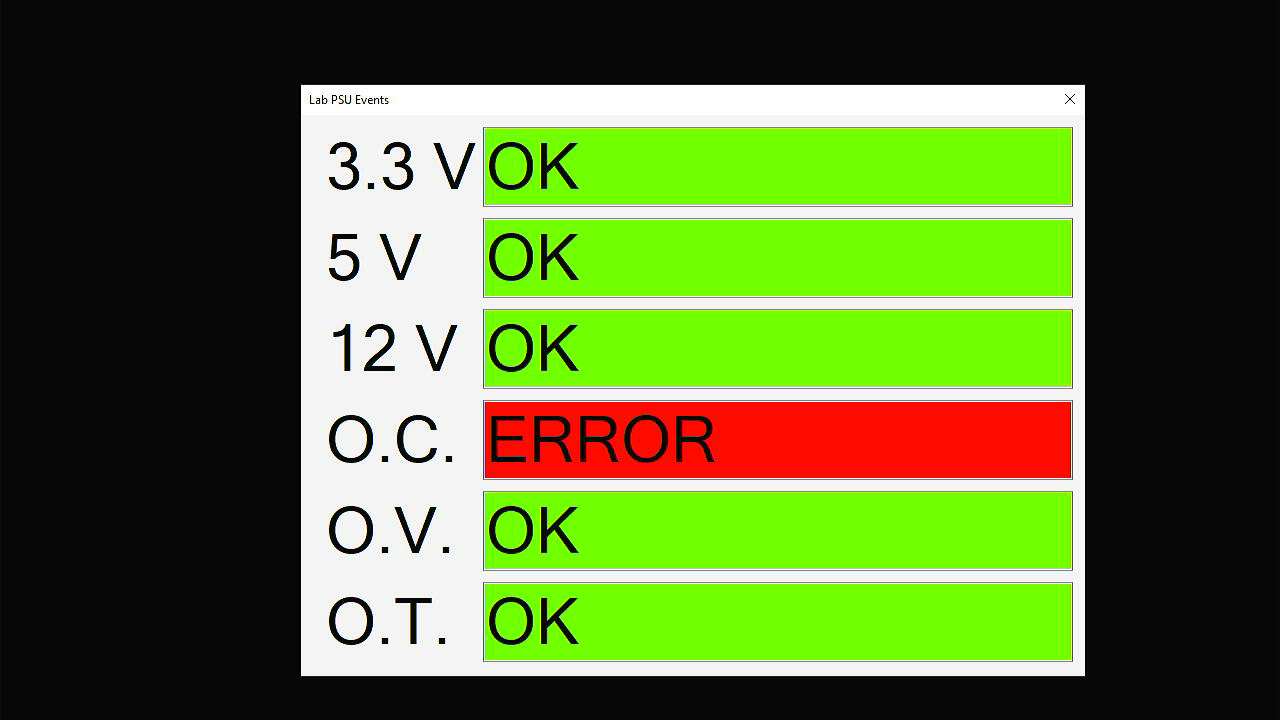 Lab PSU Events
3.3 V OK
5 V OK
12 V OK
O.C. ERROR
O.V. OK
O.T. OK